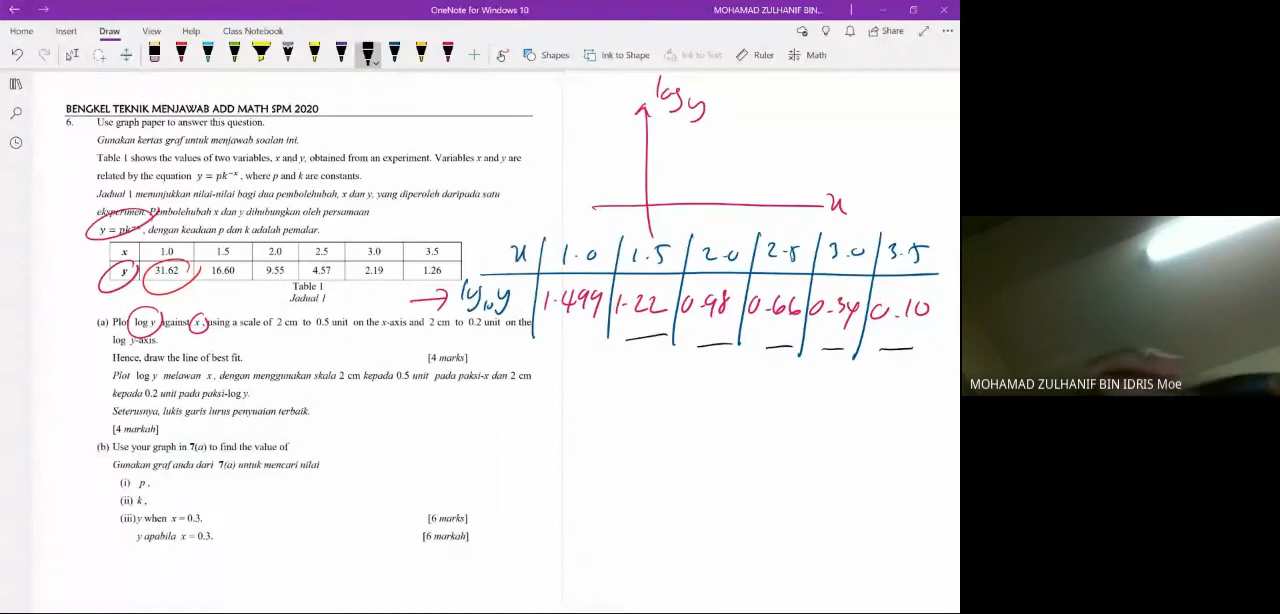 OneNote for Windows 10
MOHAMAD ZULHANIF BIN...
Home Insert Draw View Help Class Notebook
Share
Shapes Ink to Shape Ink to Text Ruler Math
BENGKEL TEKNIK MENJAWAB ADD MATH SPM 2020
6. Use graph paper to answer this question.
Gunakan kertas graf untuk menjawab soalan ini.
Table 1 shows the values of two variables, x and y, obtained from an experiment. Variables x and y are
related by the equation y = pk⁻ˣ, where p and k are constants.
Jadual 1 menunjukkan nilai-nilai bagi dua pembolehubah, x dan y, yang diperoleh daripada satu
eksperimen. Pembolehubah x dan y dihubungkan oleh persamaan
y = pk⁻ˣ, dengan keadaan p dan k adalah pemalar.
x 1.0 1.5 2.0 2.5 3.0 3.5
y 31.62 16.60 9.55 4.57 2.19 1.26
Table 1
Jadual 1
(a) Plot log y against x, using a scale of 2 cm to 0.5 unit on the x-axis and 2 cm to 0.2 unit on the
log y-axis.
Hence, draw the line of best fit. [4 marks]
Plot log y melawan x, dengan menggunakan skala 2 cm kepada 0.5 unit pada paksi-x dan 2 cm
kepada 0.2 unit pada paksi-log y.
Seterusnya, lukis garis lurus penyuaian terbaik.
[4 markah]
(b) Use your graph in 7(a) to find the value of
Gunakan graf anda dari 7(a) untuk mencari nilai
(i) p,
(ii) k,
(iii) y when x = 0.3. [6 marks]
y apabila x = 0.3. [6 markah]
log y
x
x 1.0 1.5 2.0 2.5 3.0 3.5
→ log₁₀y 1.499 1.22 0.98 0.66 0.34 0.10
MOHAMAD ZULHANIF BIN IDRIS Moe